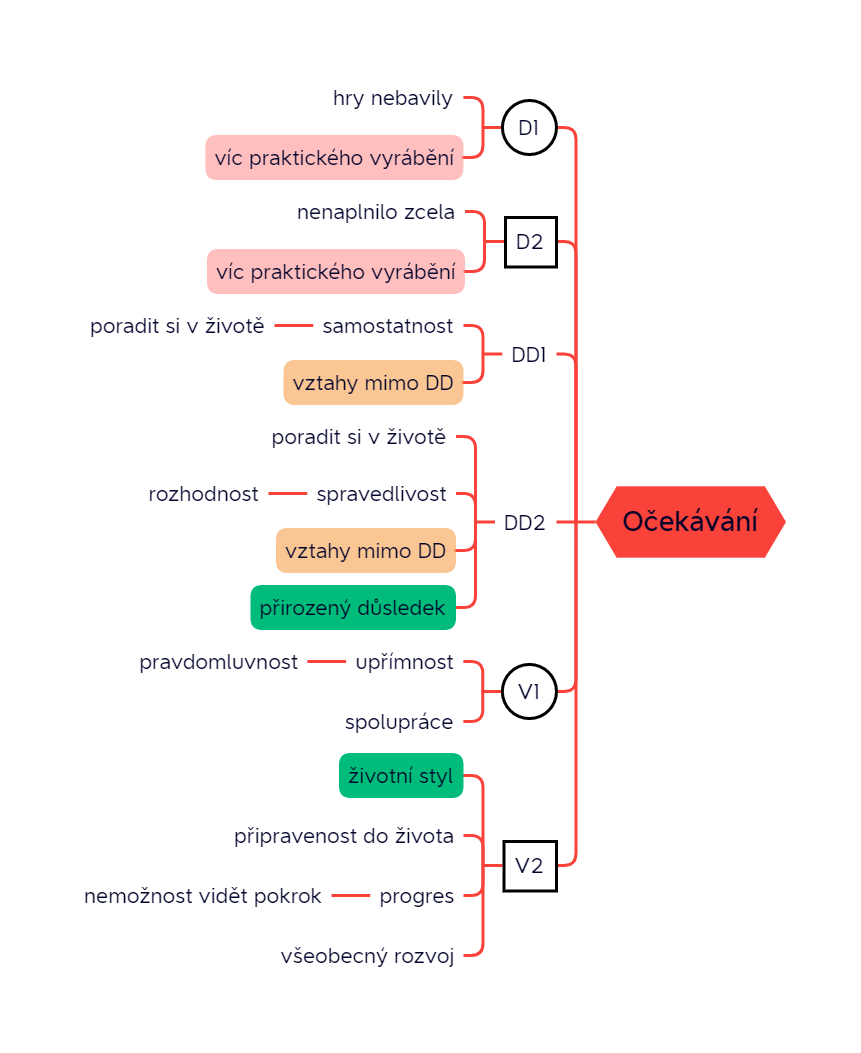 hry nebavily
D1
víc praktického vyrábění
nenaplnilo zcela
D2
víc praktického vyrábění
poradit si v životě
samostatnost
DD1
vztahy mimo DD
poradit si v životě
rozhodnost
spravedlivost
DD2
Očekávání
vztahy mimo DD
přirozený důsledek
pravdomluvnost
upřímnost
V1
spolupráce
životní styl
připravenost do života
V2
nemožnost vidět pokrok
progres
všeobecný rozvoj